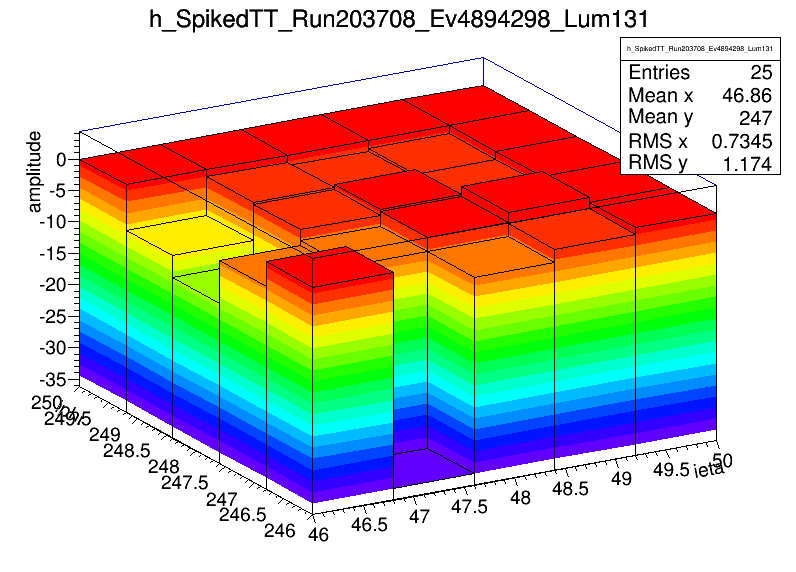 h_SpikedTT_Run203708_Ev4894298_Lum131
h_SpikedTT_Run203708_Ev4894298_Lum131
Entries 25
Mean x 46.86
Mean y 247
RMS x 0.7345
RMS y 1.174
amplitude
0
-5
-10
-15
-20
-25
-30
-35
250
249.5
249
248.5
248
247.5
247
246.5
246
46
46.5
47
47.5
48
48.5
49
49.5
50
ieta